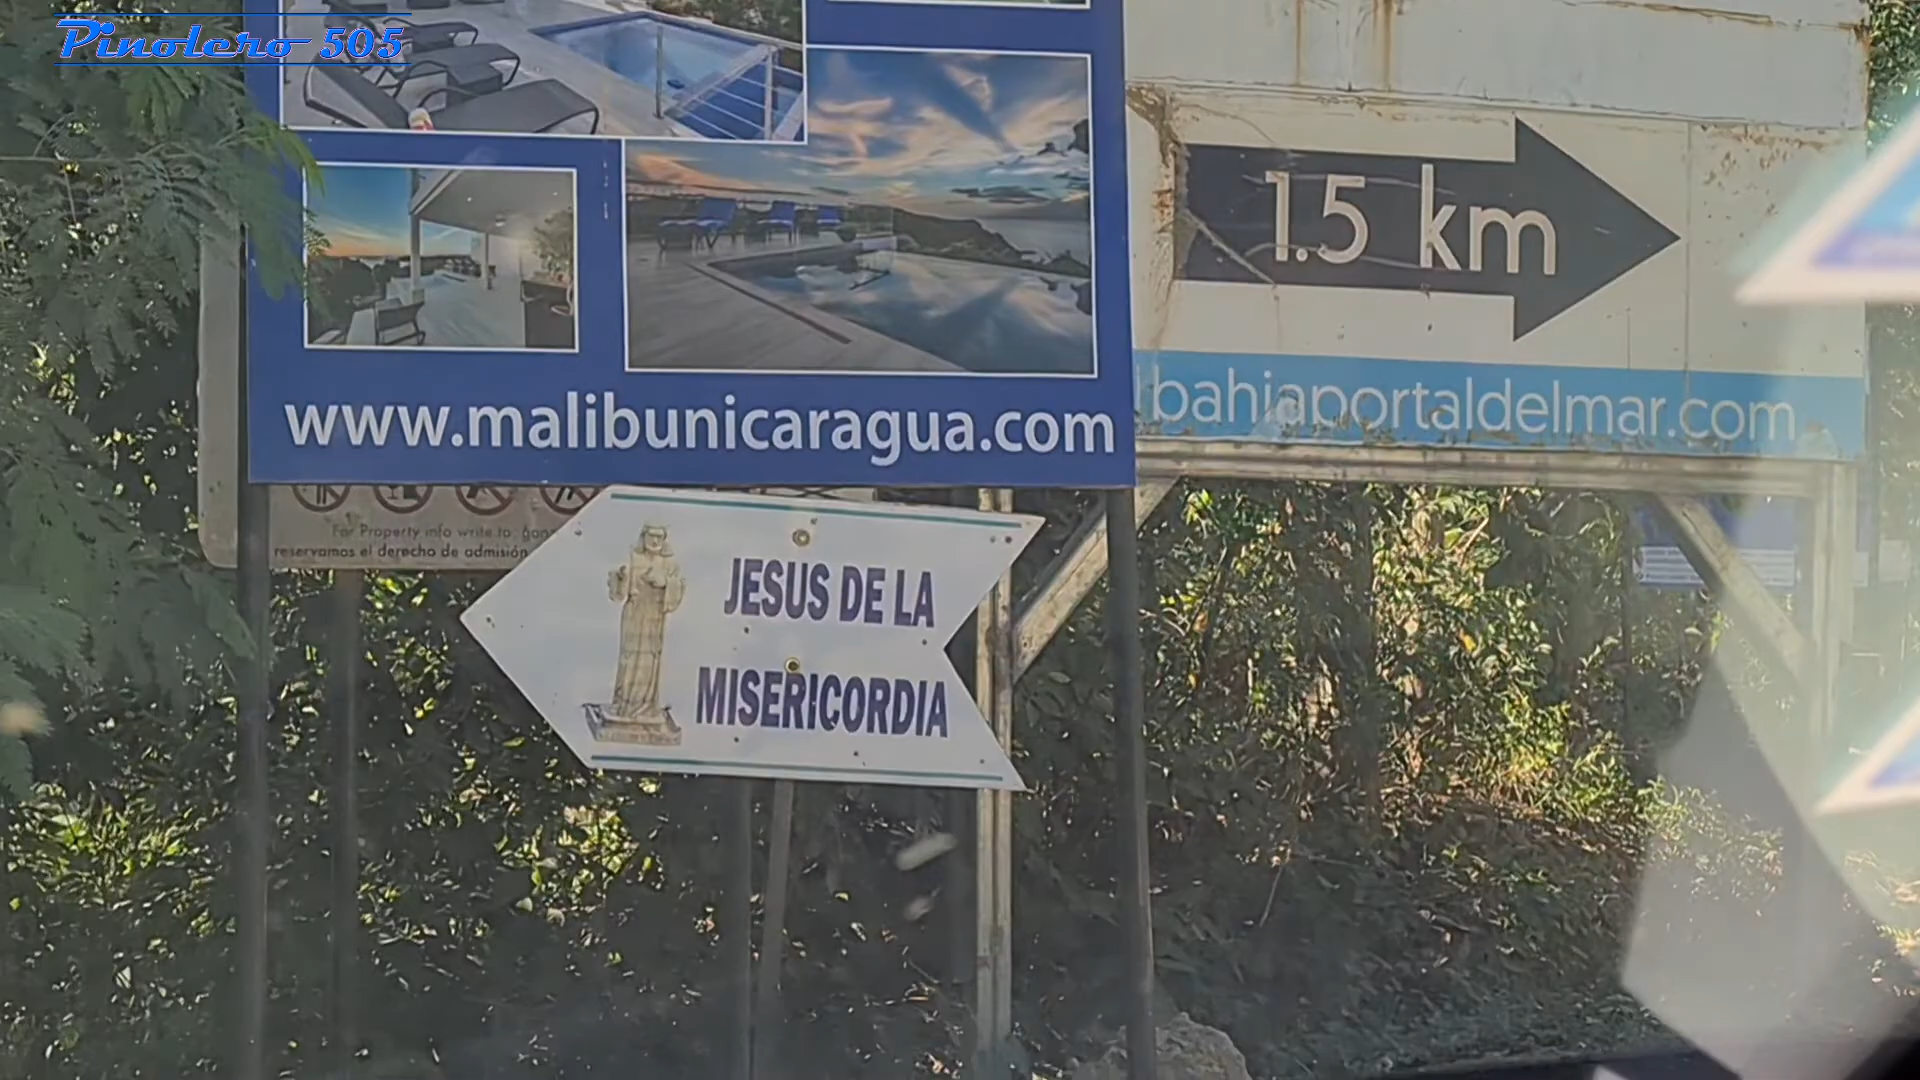 Pinolero 505
1.5 km
www.malibunicaragua.com
bahiaportaldelmar.com
For Property info write to:
reservamos el derecho de admisión
JESUS DE LA
MISERICORDIA